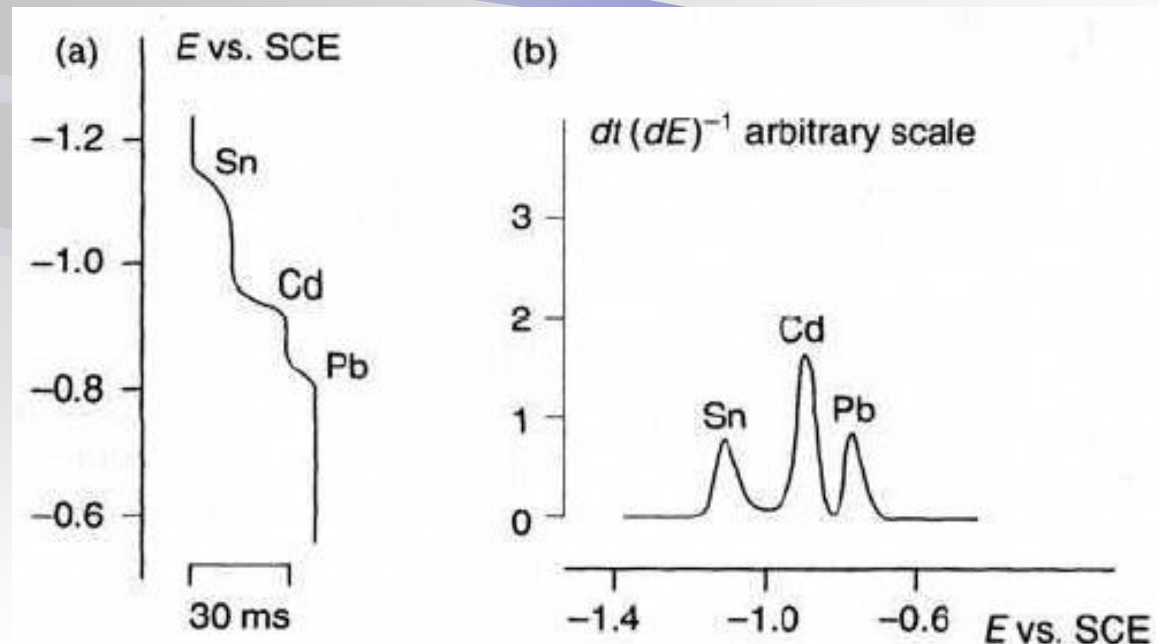 (a) E vs. SCE
−1.2
Sn
−1.0
Cd
Pb
−0.8
−0.6
30 ms
(b)
dt (dE)⁻¹ arbitrary scale
3
2
Cd
Sn
Pb
1
0
−1.4 −1.0 −0.6 E vs. SCE